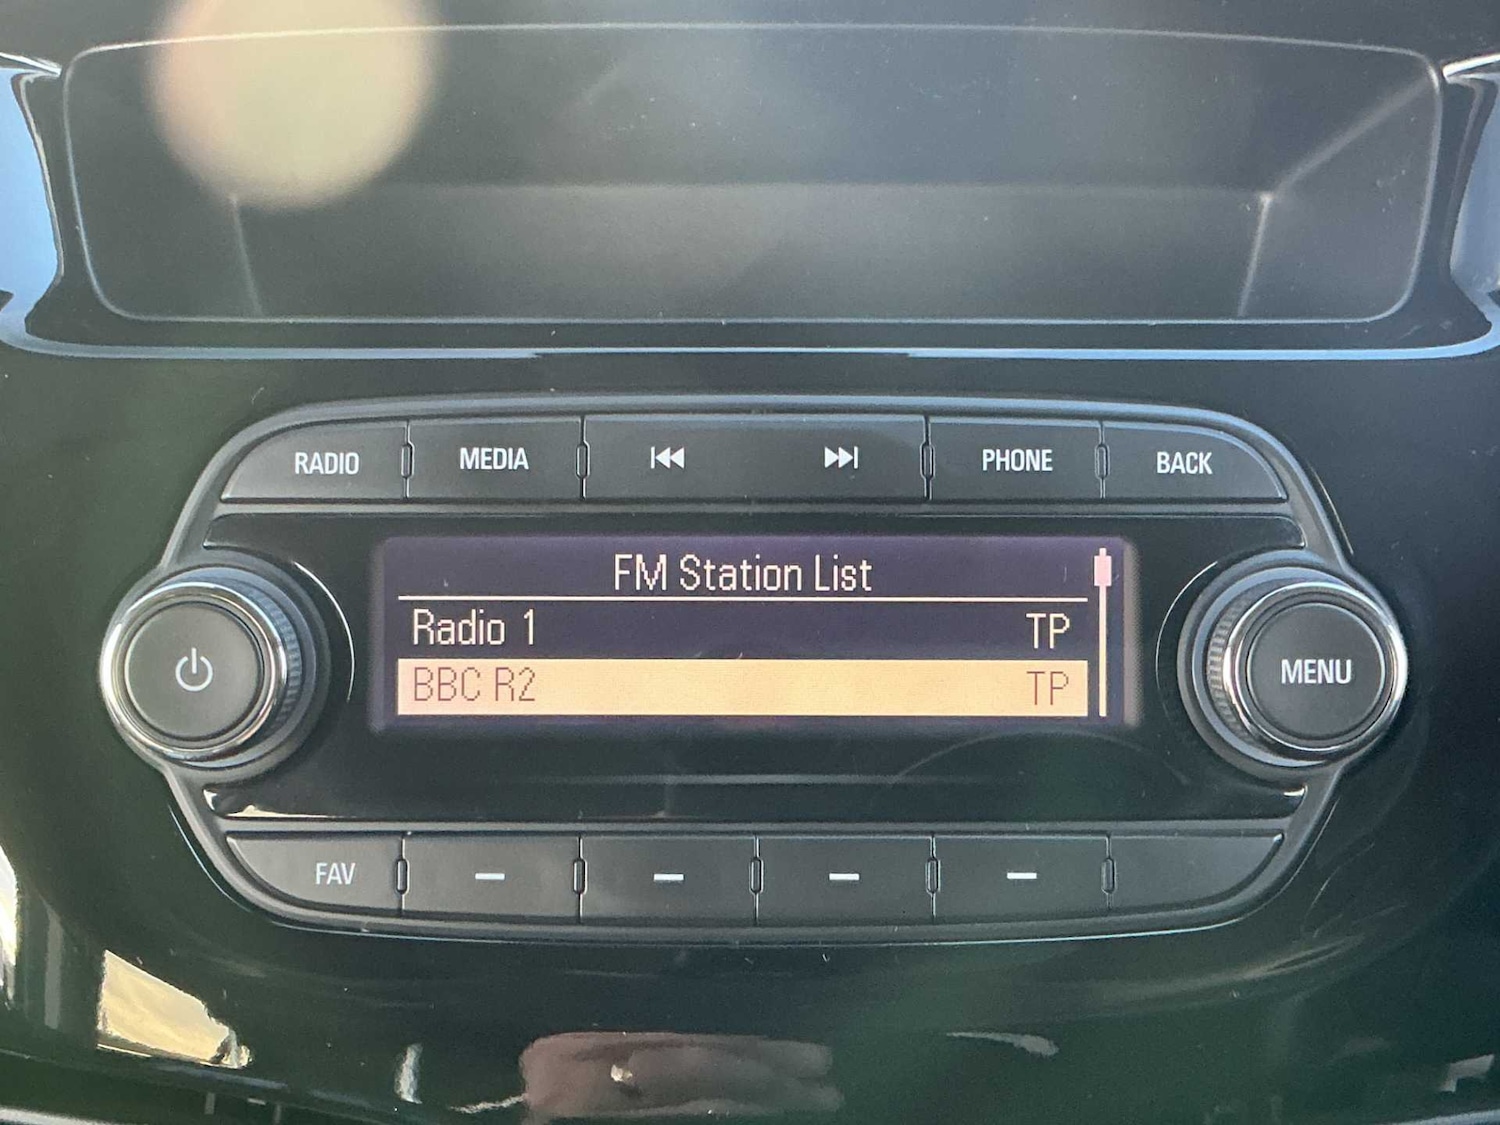 RADIO MEDIA PHONE BACK
FM Station List
Radio 1 TP
BBC R2 TP
MENU
FAV